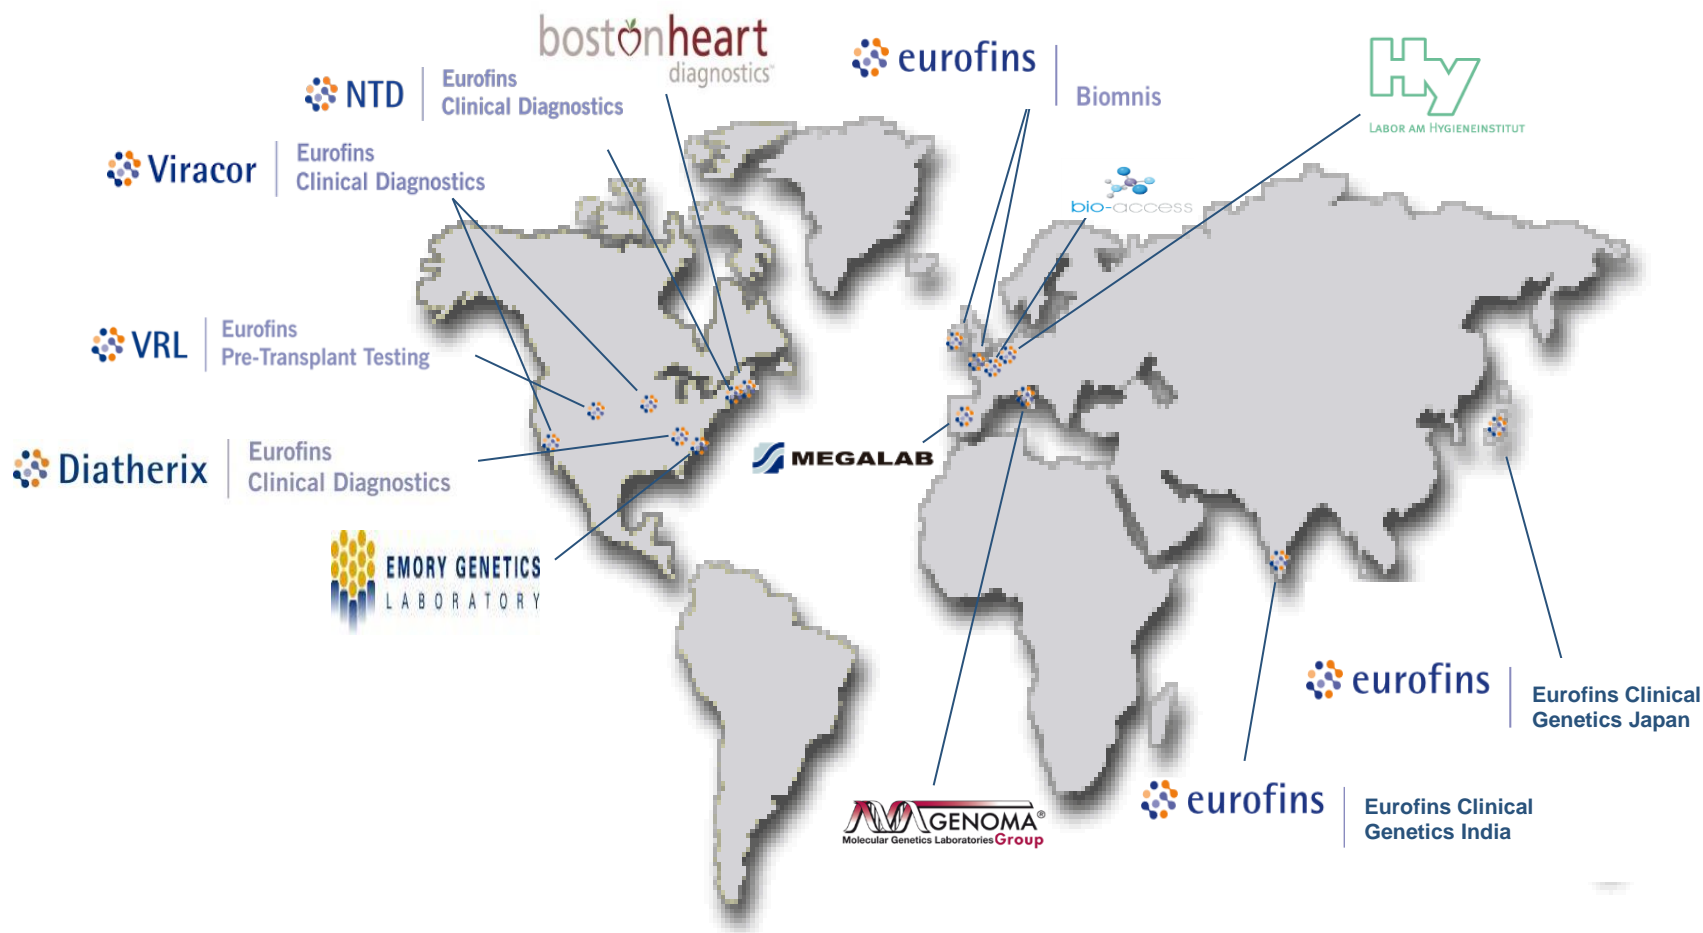 bostonheart
diagnostics™
eurofins
Biomnis
Hy
LABOR AM HYGIENEINSTITUT
NTD
Eurofins
Clinical Diagnostics
Viracor
Eurofins
Clinical Diagnostics
bio-access
VRL
Eurofins
Pre-Transplant Testing
Diatherix
Eurofins
Clinical Diagnostics
MEGALAB
EMORY GENETICS
LABORATORY
eurofins
Eurofins Clinical
Genetics Japan
eurofins
Eurofins Clinical
Genetics India
GENOMA®
Molecular Genetics Laboratories Group